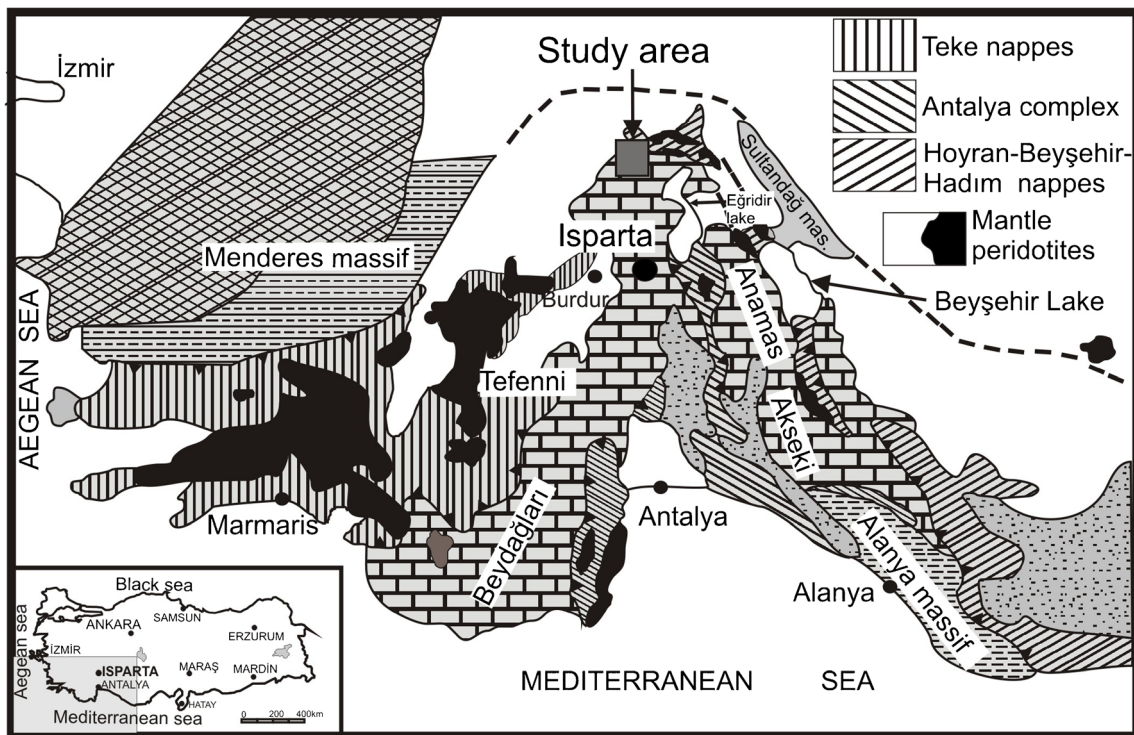 İzmir
Study area
Teke nappes
Antalya complex
Hoyran-Beyşehir-
Hadım nappes
Mantle
peridotites
Sultandağ mas.
Eğridir
lake
Isparta
Menderes massif
Burdur
Anamas
Beyşehir Lake
AEGEAN SEA
Tefenni
Akseki
Marmaris
Beydağları
Antalya
Alanya
Alanya massif
MEDITERRANEAN SEA
Black sea
SAMSUN
ANKARA
ERZURUM
Aegean sea
İZMİR
ISPARTA
ANTALYA
MARAŞ
MARDİN
HATAY
Mediterranean sea
0 200 400km